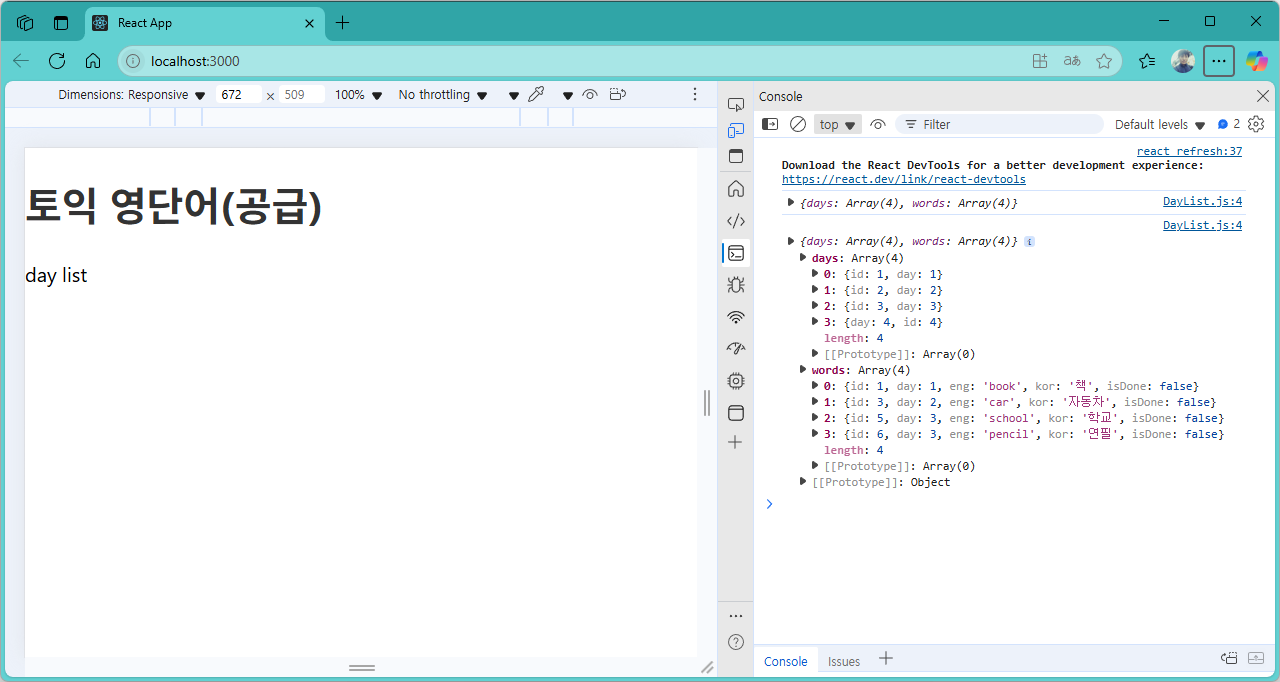 React App
localhost:3000
aあ
Dimensions: Responsive 672 × 509 100% No throttling
토익 영단어(공급)
day list
Console
top Filter Default levels 2
react refresh:37
Download the React DevTools for a better development experience:
https://react.dev/link/react-devtools
{days: Array(4), words: Array(4)} DayList.js:4
DayList.js:4
{days: Array(4), words: Array(4)} i
days: Array(4)
0: {id: 1, day: 1}
1: {id: 2, day: 2}
2: {id: 3, day: 3}
3: {day: 4, id: 4}
length: 4
[[Prototype]]: Array(0)
words: Array(4)
0: {id: 1, day: 1, eng: 'book', kor: '책', isDone: false}
1: {id: 3, day: 2, eng: 'car', kor: '자동차', isDone: false}
2: {id: 5, day: 3, eng: 'school', kor: '학교', isDone: false}
3: {id: 6, day: 3, eng: 'pencil', kor: '연필', isDone: false}
length: 4
[[Prototype]]: Array(0)
[[Prototype]]: Object
Console Issues